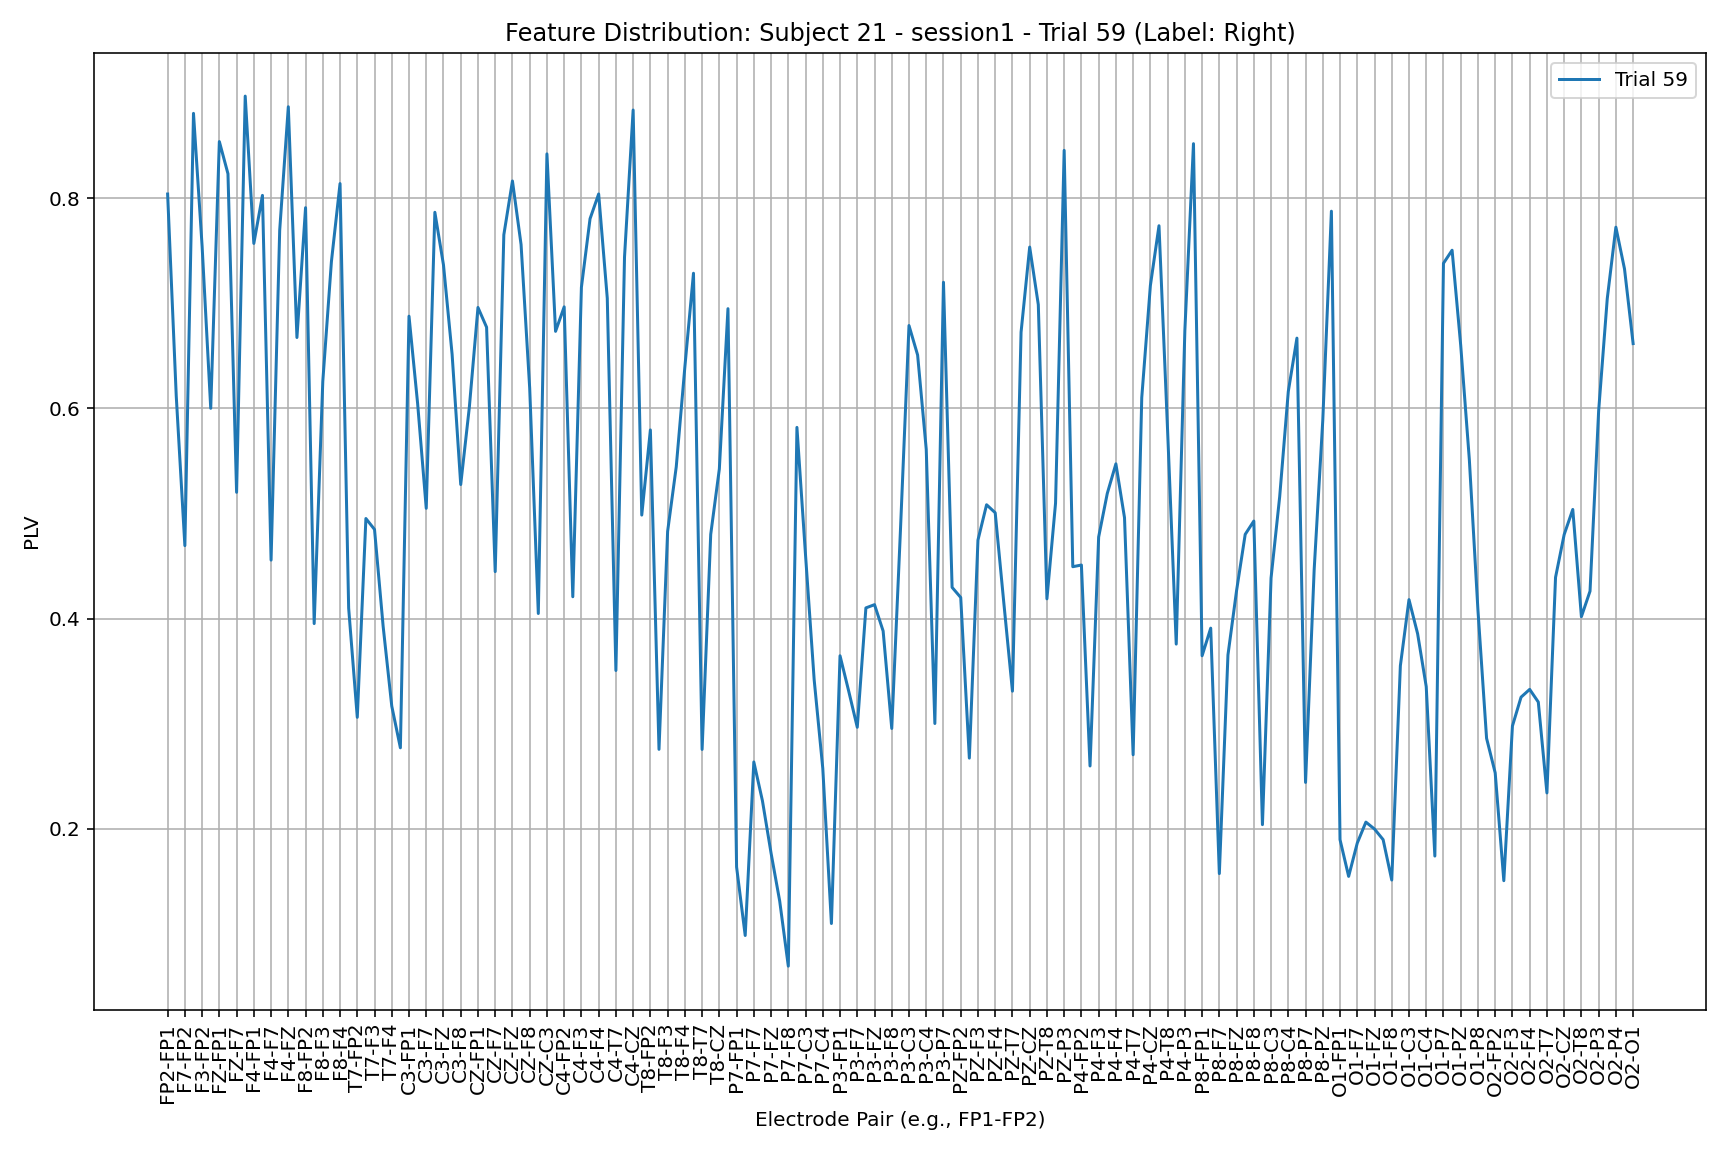 Feature Distribution: Subject 21 - session1 - Trial 59 (Label: Right)
Trial 59
PLV
0.8
0.6
0.4
0.2
FP2-FP1
F7-FP2
F3-FP2
FZ-FP1
FZ-F7
F4-FP1
F4-F7
F4-FZ
F8-FP2
F8-F3
F8-F4
T7-FP2
T7-F3
T7-F4
C3-FP1
C3-F7
C3-FZ
C3-F8
CZ-FP1
CZ-F7
CZ-FZ
CZ-F8
CZ-C3
C4-FP2
C4-F3
C4-F4
C4-T7
C4-CZ
T8-FP2
T8-F3
T8-F4
T8-T7
T8-CZ
P7-FP1
P7-F7
P7-FZ
P7-F8
P7-C3
P7-C4
P3-FP1
P3-F7
P3-FZ
P3-F8
P3-C3
P3-C4
P3-P7
PZ-FP2
PZ-F3
PZ-F4
PZ-T7
PZ-CZ
PZ-T8
PZ-P3
P4-FP2
P4-F3
P4-F4
P4-T7
P4-CZ
P4-T8
P4-P3
P8-FP1
P8-F7
P8-FZ
P8-F8
P8-C3
P8-C4
P8-P7
P8-PZ
O1-FP1
O1-F7
O1-FZ
O1-F8
O1-C3
O1-C4
O1-P7
O1-PZ
O1-P8
O2-FP2
O2-F3
O2-F4
O2-T7
O2-CZ
O2-T8
O2-P3
O2-P4
O2-O1
Electrode Pair (e.g., FP1-FP2)